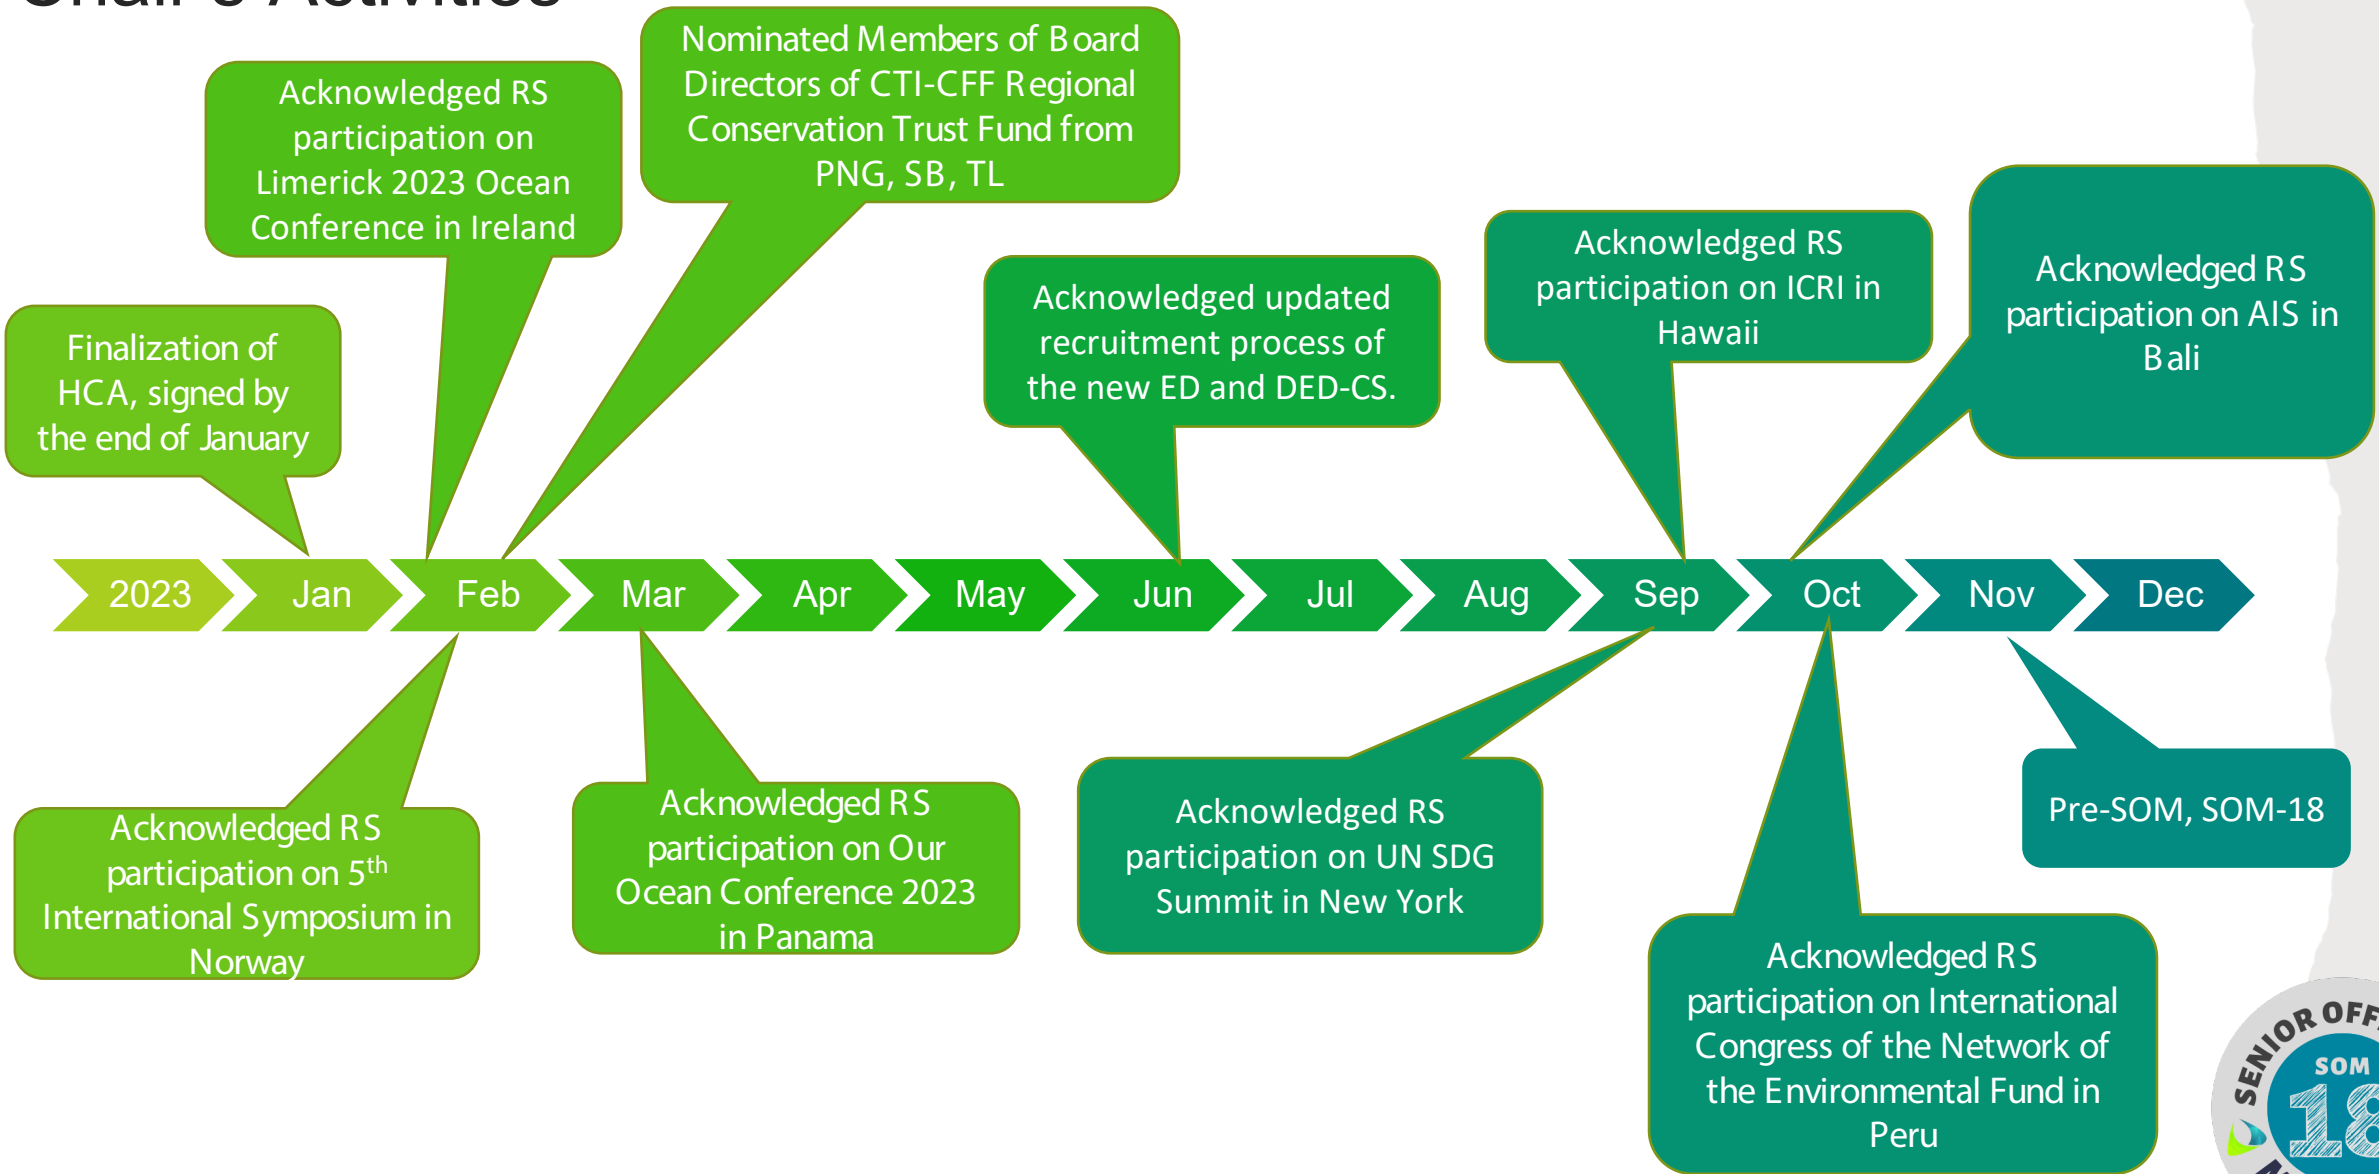 Chair's Activities
Nominated Members of Board
Directors of CTI-CFF Regional
Conservation Trust Fund from
PNG, SB, TL
Acknowledged RS
participation on
Limerick 2023 Ocean
Conference in Ireland
Finalization of
HCA, signed by
the end of January
Acknowledged updated
recruitment process of
the new ED and DED-CS.
Acknowledged RS
participation on ICRI in
Hawaii
Acknowledged RS
participation on AIS in
Bali
2023
Jan
Feb
Mar
Apr
May
Jun
Jul
Aug
Sep
Oct
Nov
Dec
Acknowledged RS
participation on 5th
International Symposium in
Norway
Acknowledged RS
participation on Our
Ocean Conference 2023
in Panama
Acknowledged RS
participation on UN SDG
Summit in New York
Acknowledged RS
participation on International
Congress of the Network of
the Environmental Fund in
Peru
Pre-SOM, SOM-18
SENIOR
SOM
18